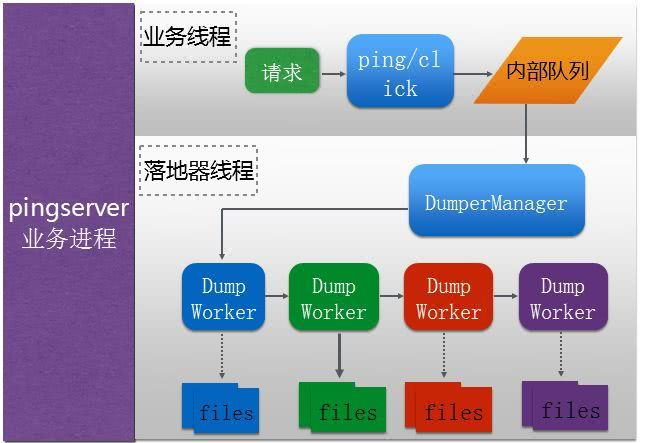 业务线程
请求
ping/cl
ick
内部队列
pingserver
业务进程
落地器线程
DumperManager
Dump
Worker
Dump
Worker
Dump
Worker
Dump
Worker
files
files
files
files